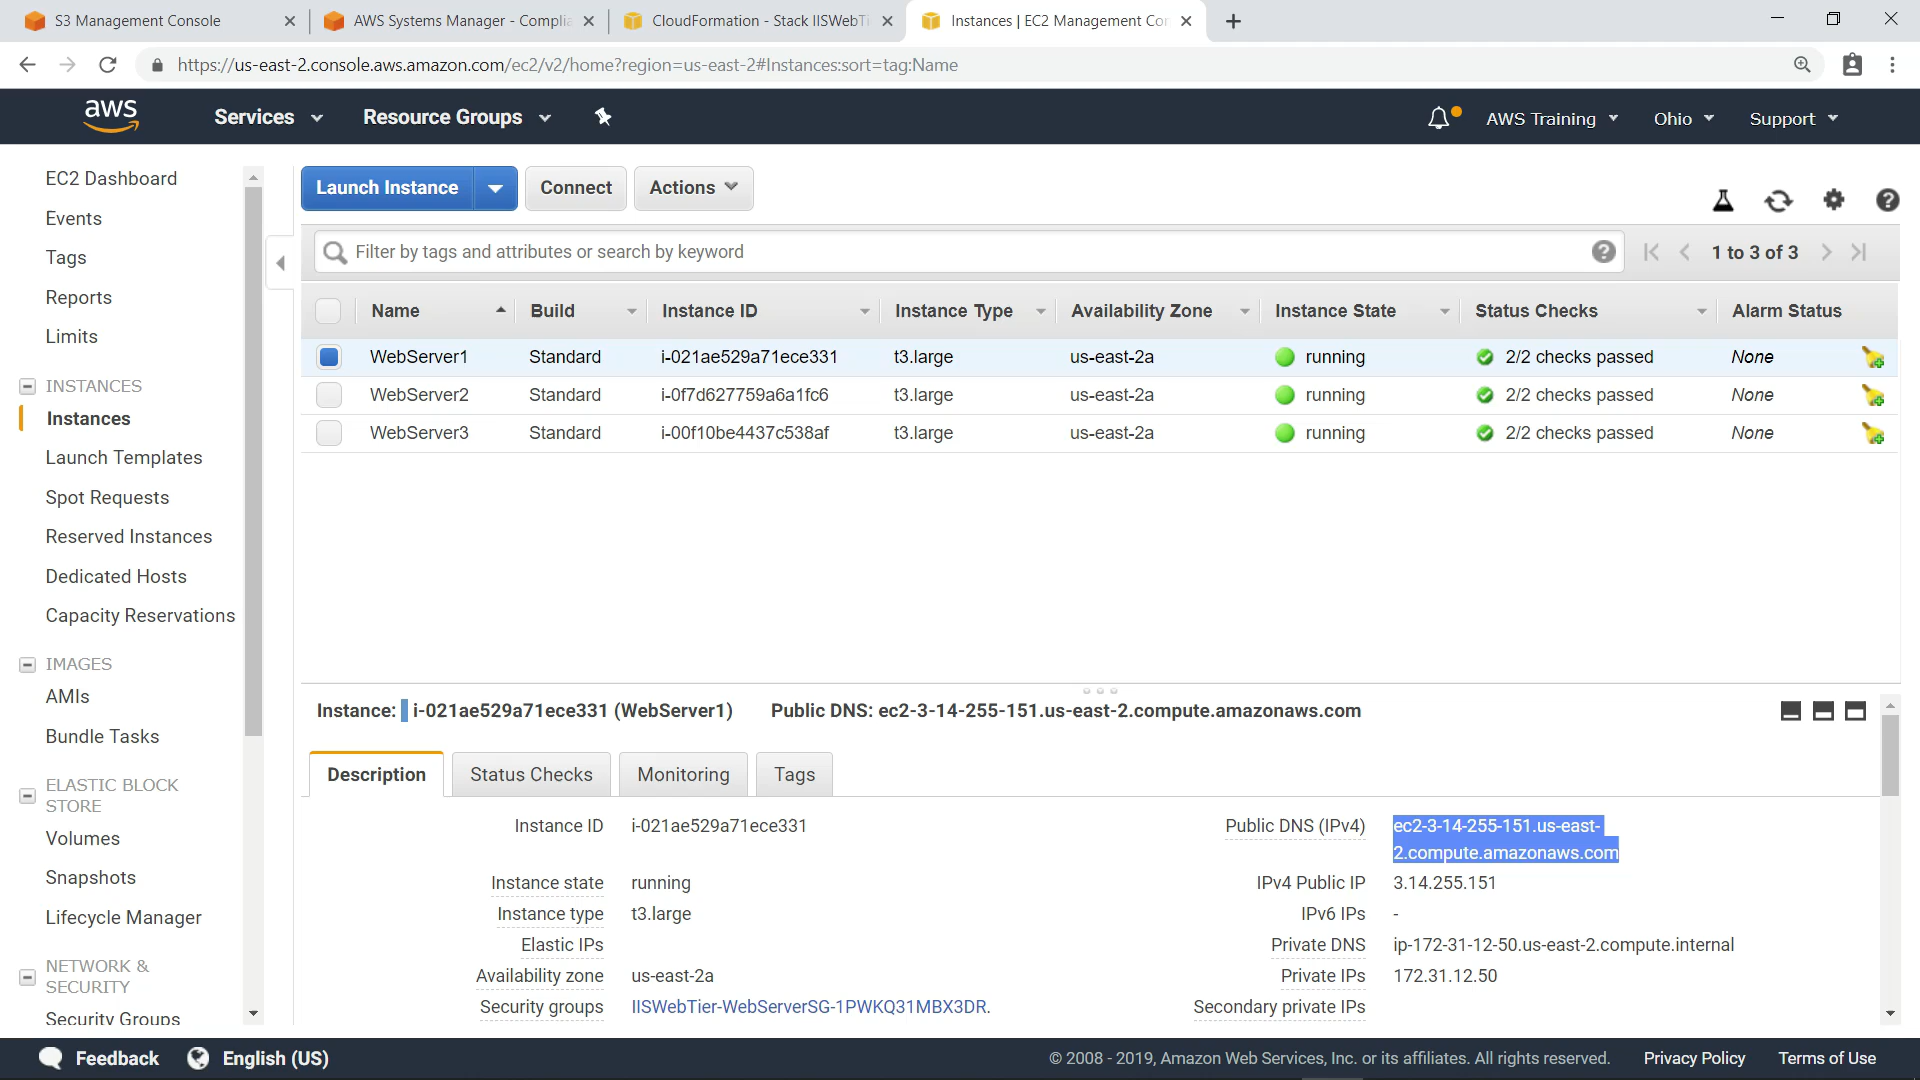 S3 Management Console
AWS Systems Manager - Complia
CloudFormation - Stack IISWebTi
Instances | EC2 Management Con
https://us-east-2.console.aws.amazon.com/ec2/v2/home?region=us-east-2#Instances:sort=tag:Name
aws
Services
Resource Groups
AWS Training
Ohio
Support
EC2 Dashboard
Events
Tags
Reports
Limits
INSTANCES
Instances
Launch Templates
Spot Requests
Reserved Instances
Dedicated Hosts
Capacity Reservations
IMAGES
AMIs
Bundle Tasks
ELASTIC BLOCK
STORE
Volumes
Snapshots
Lifecycle Manager
NETWORK &
SECURITY
Security Groups
Launch Instance
Connect
Actions
Filter by tags and attributes or search by keyword
1 to 3 of 3
Name Build Instance ID Instance Type Availability Zone Instance State Status Checks Alarm Status
WebServer1 Standard i-021ae529a71ece331 t3.large us-east-2a running 2/2 checks passed None
WebServer2 Standard i-0f7d627759a6a1fc6 t3.large us-east-2a running 2/2 checks passed None
WebServer3 Standard i-00f10be4437c538af t3.large us-east-2a running 2/2 checks passed None
Instance: i-021ae529a71ece331 (WebServer1) Public DNS: ec2-3-14-255-151.us-east-2.compute.amazonaws.com
Description
Status Checks
Monitoring
Tags
Instance ID i-021ae529a71ece331
Instance state running
Instance type t3.large
Elastic IPs
Availability zone us-east-2a
Security groups IISWebTier-WebServerSG-1PWKQ31MBX3DR.
Public DNS (IPv4) ec2-3-14-255-151.us-east-
2.compute.amazonaws.com
IPv4 Public IP 3.14.255.151
IPv6 IPs -
Private DNS ip-172-31-12-50.us-east-2.compute.internal
Private IPs 172.31.12.50
Secondary private IPs
Feedback
English (US)
© 2008 - 2019, Amazon Web Services, Inc. or its affiliates. All rights reserved.
Privacy Policy
Terms of Use